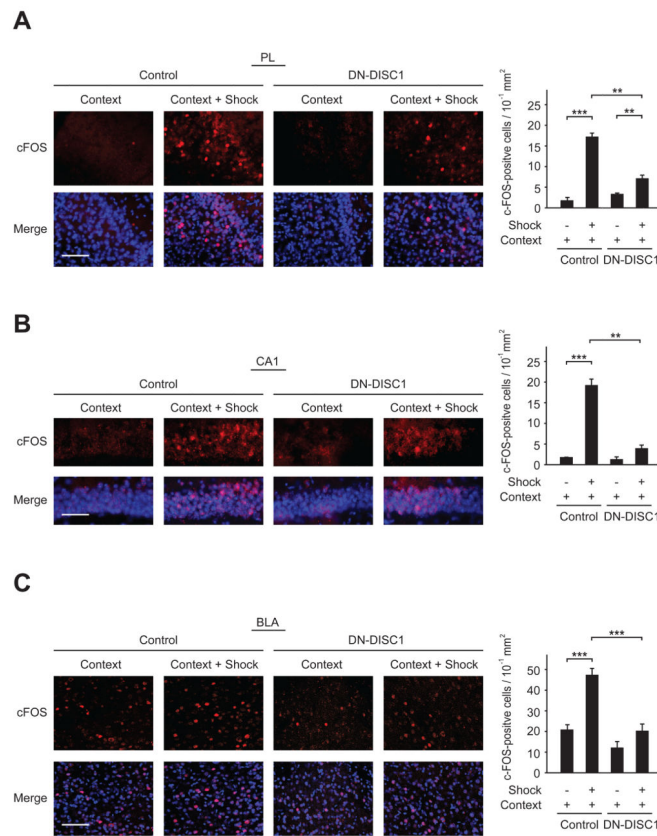 A
PL
Control DN-DISC1
Context Context + Shock Context Context + Shock
cFOS
Merge
c-FOS-positve cells / 10⁻¹ mm²
25
20
15
10
5
0
*** ** **
Shock - + - +
Context + + + +
Control DN-DISC1
B
CA1
Control DN-DISC1
Context Context + Shock Context Context + Shock
cFOS
Merge
c-FOS-positive cells / 10⁻¹ mm²
25
20
15
10
5
0
*** **
Shock - + - +
Context + + + +
Control DN-DISC1
C
BLA
Control DN-DISC1
Context Context + Shock Context Context + Shock
cFOS
Merge
c-FOS-positve cells / 10⁻¹ mm²
50
40
30
20
10
0
*** ***
Shock - + - +
Context + + + +
Control DN-DISC1